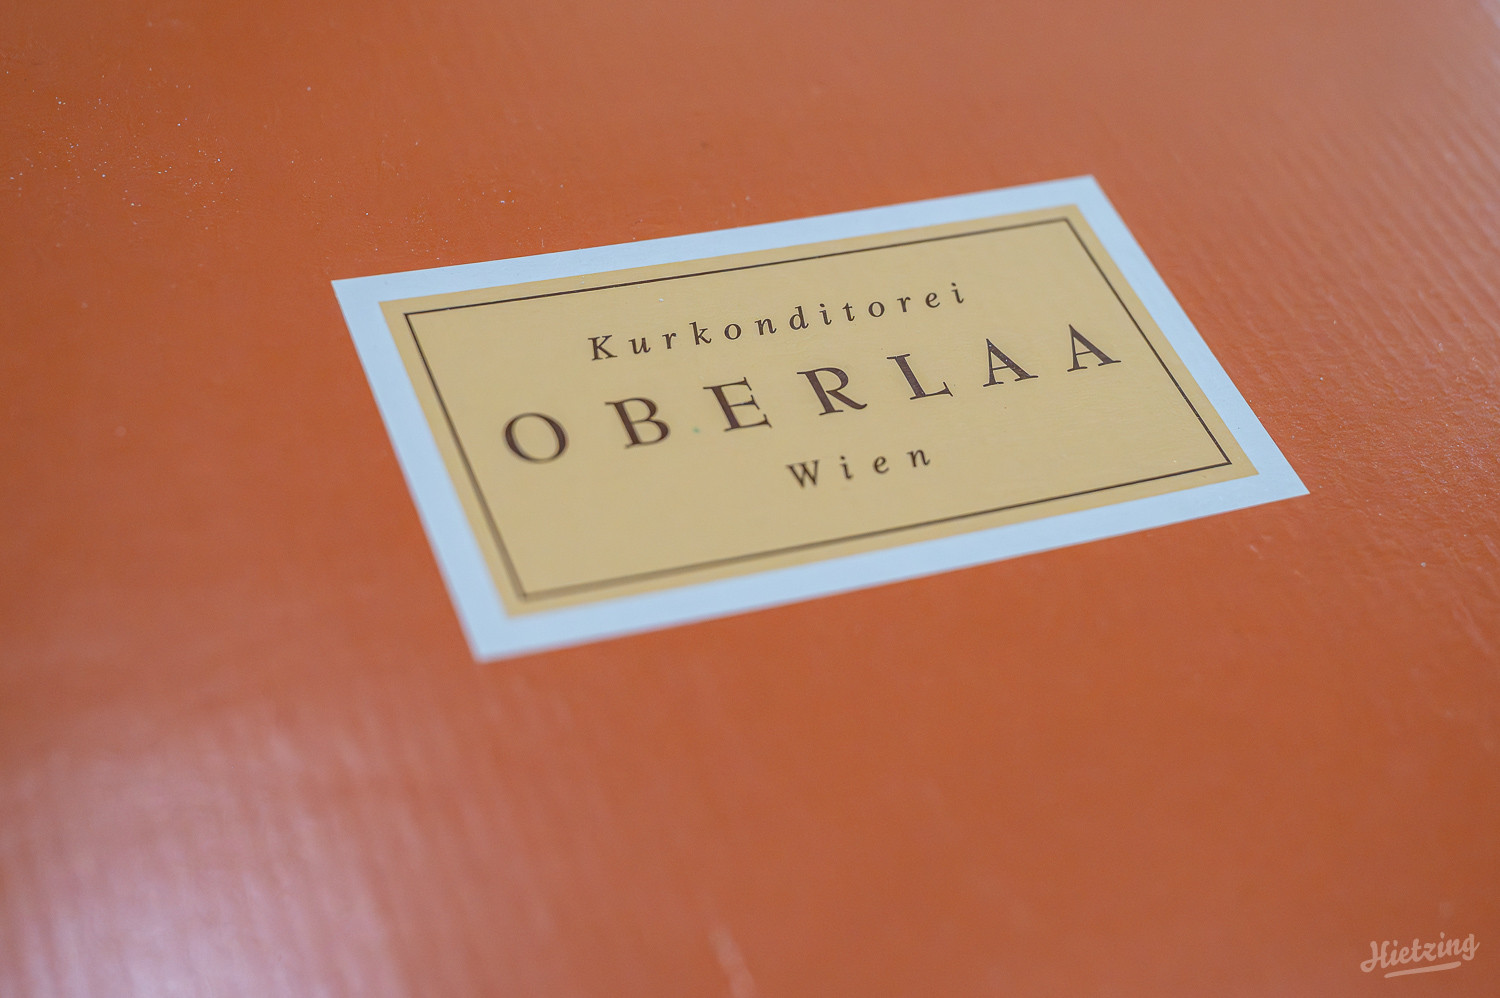 Kurkonditorei
OBERLAA
Wien
Hietzing